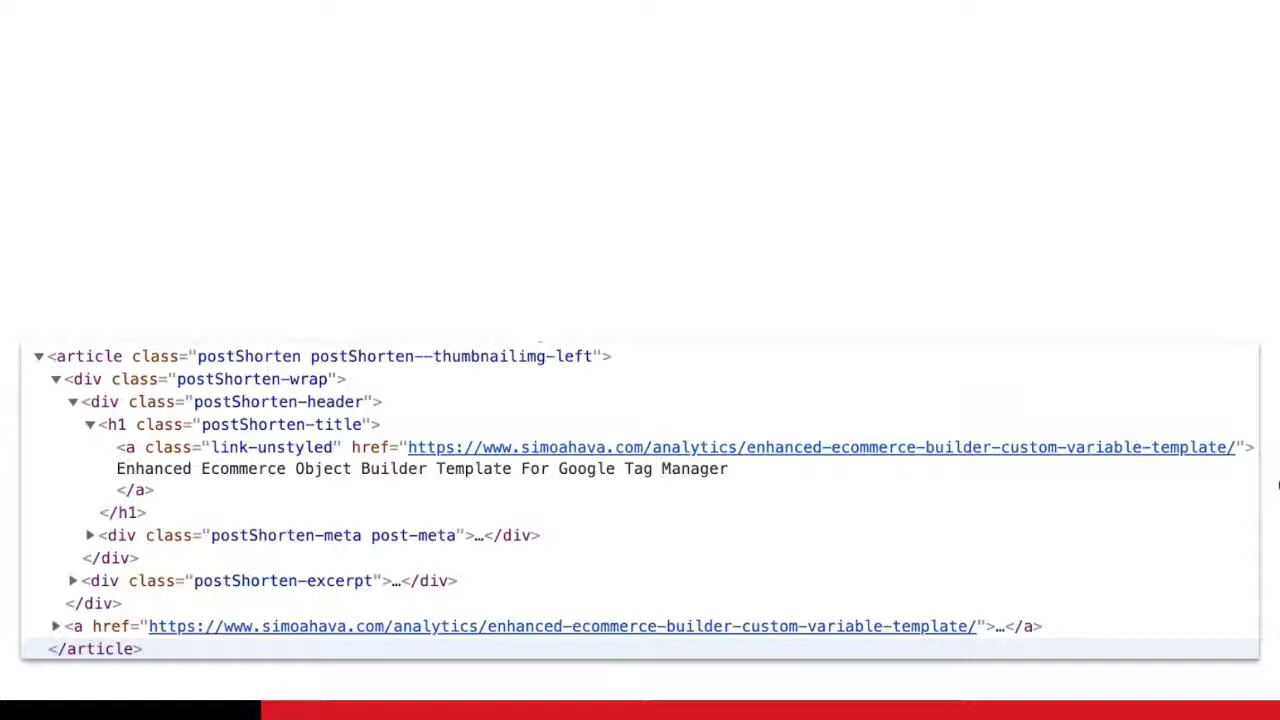 ▼<article class="postShorten postShorten--thumbnailimg-left">
▼<div class="postShorten-wrap">
▼<div class="postShorten-header">
▼<h1 class="postShorten-title">
<a class="link-unstyled" href="https://www.simoahava.com/analytics/enhanced-ecommerce-builder-custom-variable-template/">
Enhanced Ecommerce Object Builder Template For Google Tag Manager
</a>
</h1>
▶<div class="postShorten-meta post-meta">…</div>
</div>
▶<div class="postShorten-excerpt">…</div>
</div>
▶<a href="https://www.simoahava.com/analytics/enhanced-ecommerce-builder-custom-variable-template/">…</a>
</article>